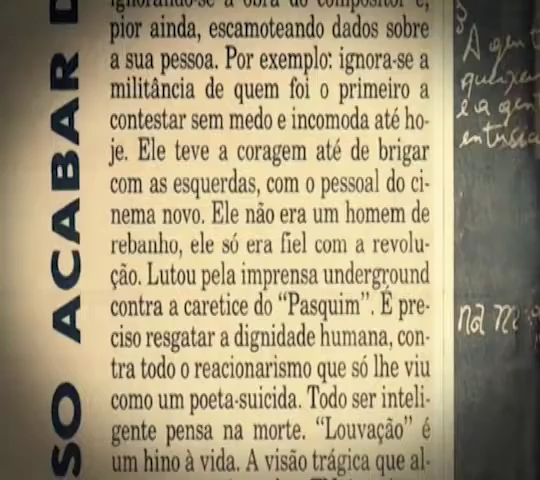 ignorando-se a obra do compositor e,
pior ainda, escamoteando dados sobre
a sua pessoa. Por exemplo: ignora-se a
militância de quem foi o primeiro a
contestar sem medo e incomoda até ho-
je. Ele teve a coragem até de brigar
com as esquerdas, com o pessoal do ci-
nema novo. Ele não era um homem de
rebanho, ele só era fiel com a revolu-
ção. Lutou pela imprensa underground
contra a caretice do “Pasquim”. É pre-
ciso resgatar a dignidade humana, con-
tra todo o reacionarismo que só lhe viu
como um poeta-suicida. Todo ser inteli-
gente pensa na morte. “Louvação” é
um hino à vida. A visão trágica que al-
SO ACABAR
A gent
e a gent
na